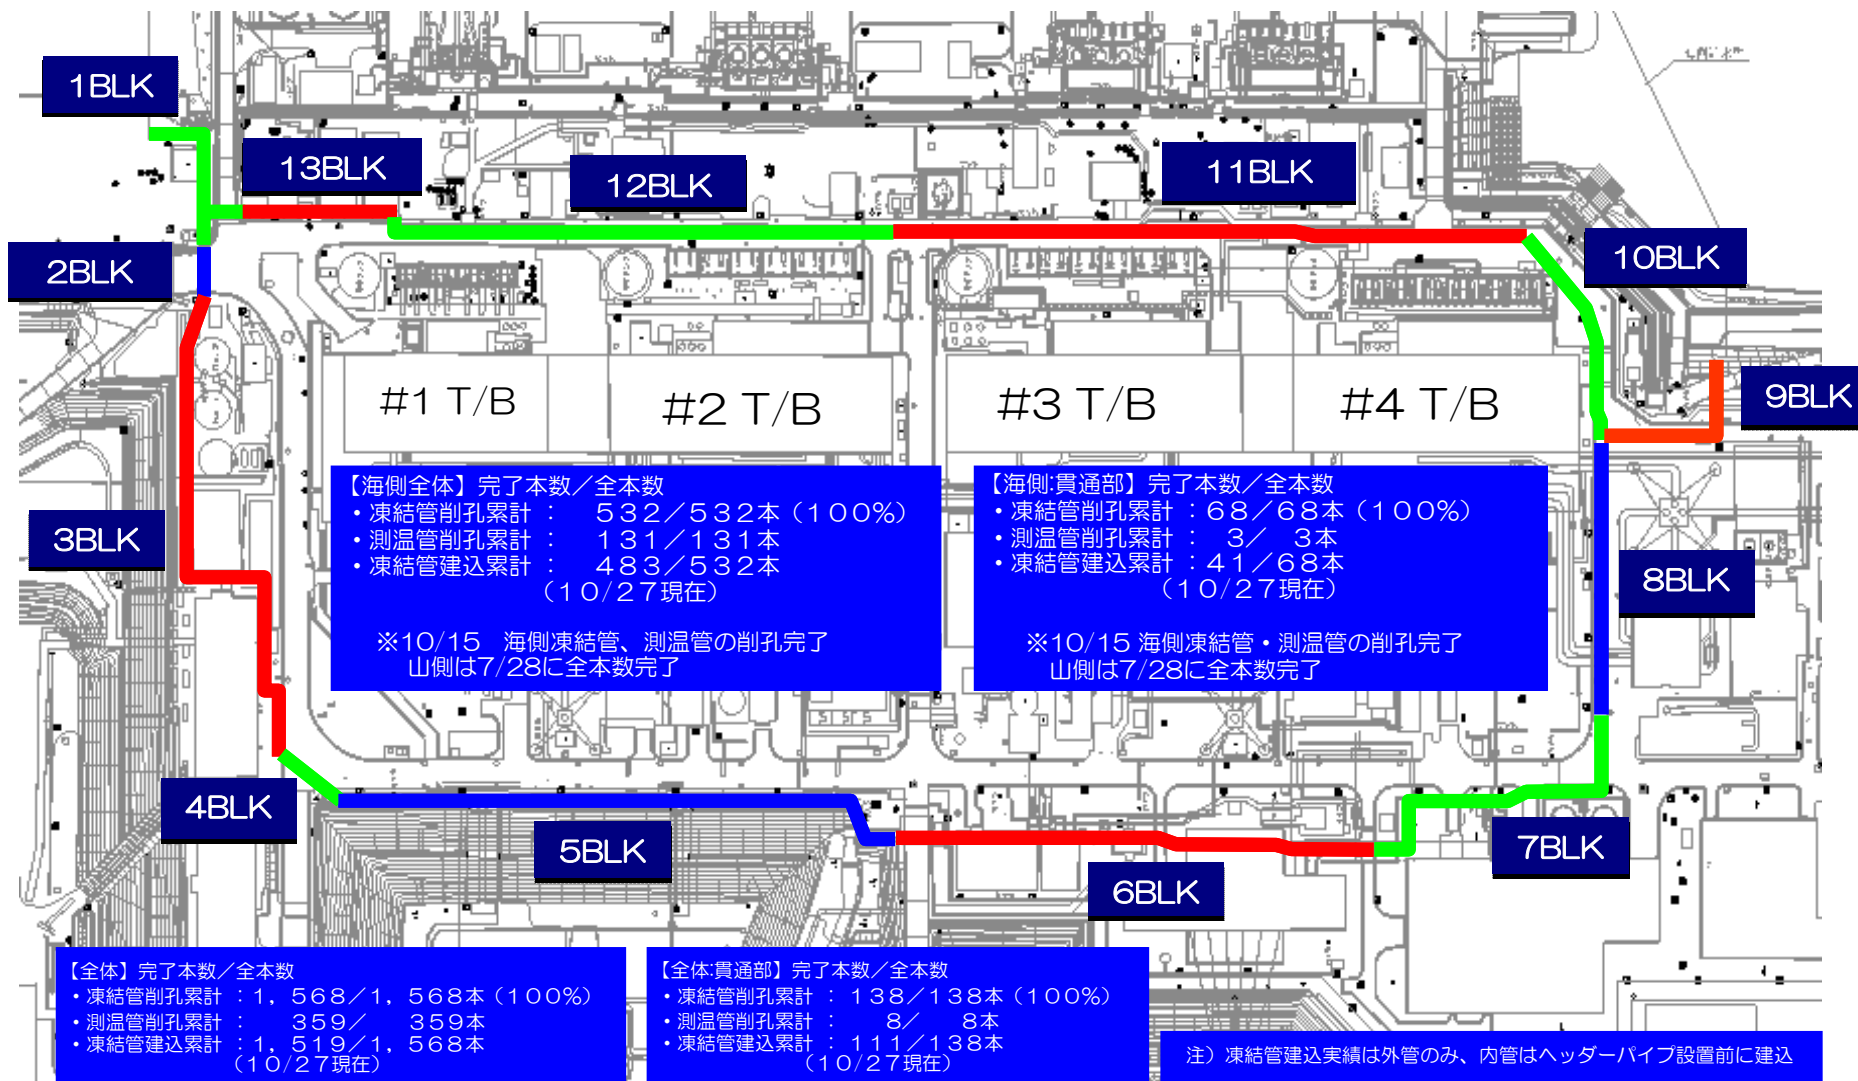 1BLK
13BLK
12BLK
11BLK
2BLK
10BLK
#1 T/B
#2 T/B
#3 T/B
#4 T/B
9BLK
3BLK
8BLK
【海側全体】完了本数／全本数
・凍結管削孔累計 : 532／532本（100%）
・測温管削孔累計 : 131／131本
・凍結管建込累計 : 483／532本
（10/27現在）
※10/15 海側凍結管、測温管の削孔完了
山側は7/28に全本数完了
【海側:貫通部】完了本数／全本数
・凍結管削孔累計 : 68／68本（100%）
・測温管削孔累計 : 3／ 3本
・凍結管建込累計 : 41／68本
（10/27現在）
※10/15 海側凍結管・測温管の削孔完了
山側は7/28に全本数完了
4BLK
5BLK
6BLK
7BLK
【全体】完了本数／全本数
・凍結管削孔累計 : 1，568／1，568本（100%）
・測温管削孔累計 : 359／ 359本
・凍結管建込累計 : 1，519／1，568本
（10/27現在）
【全体:貫通部】完了本数／全本数
・凍結管削孔累計 : 138／138本（100%）
・測温管削孔累計 : 8／ 8本
・凍結管建込累計 : 111／138本
（10/27現在）
注）凍結管建込実績は外管のみ、内管はヘッダーパイプ設置前に建込